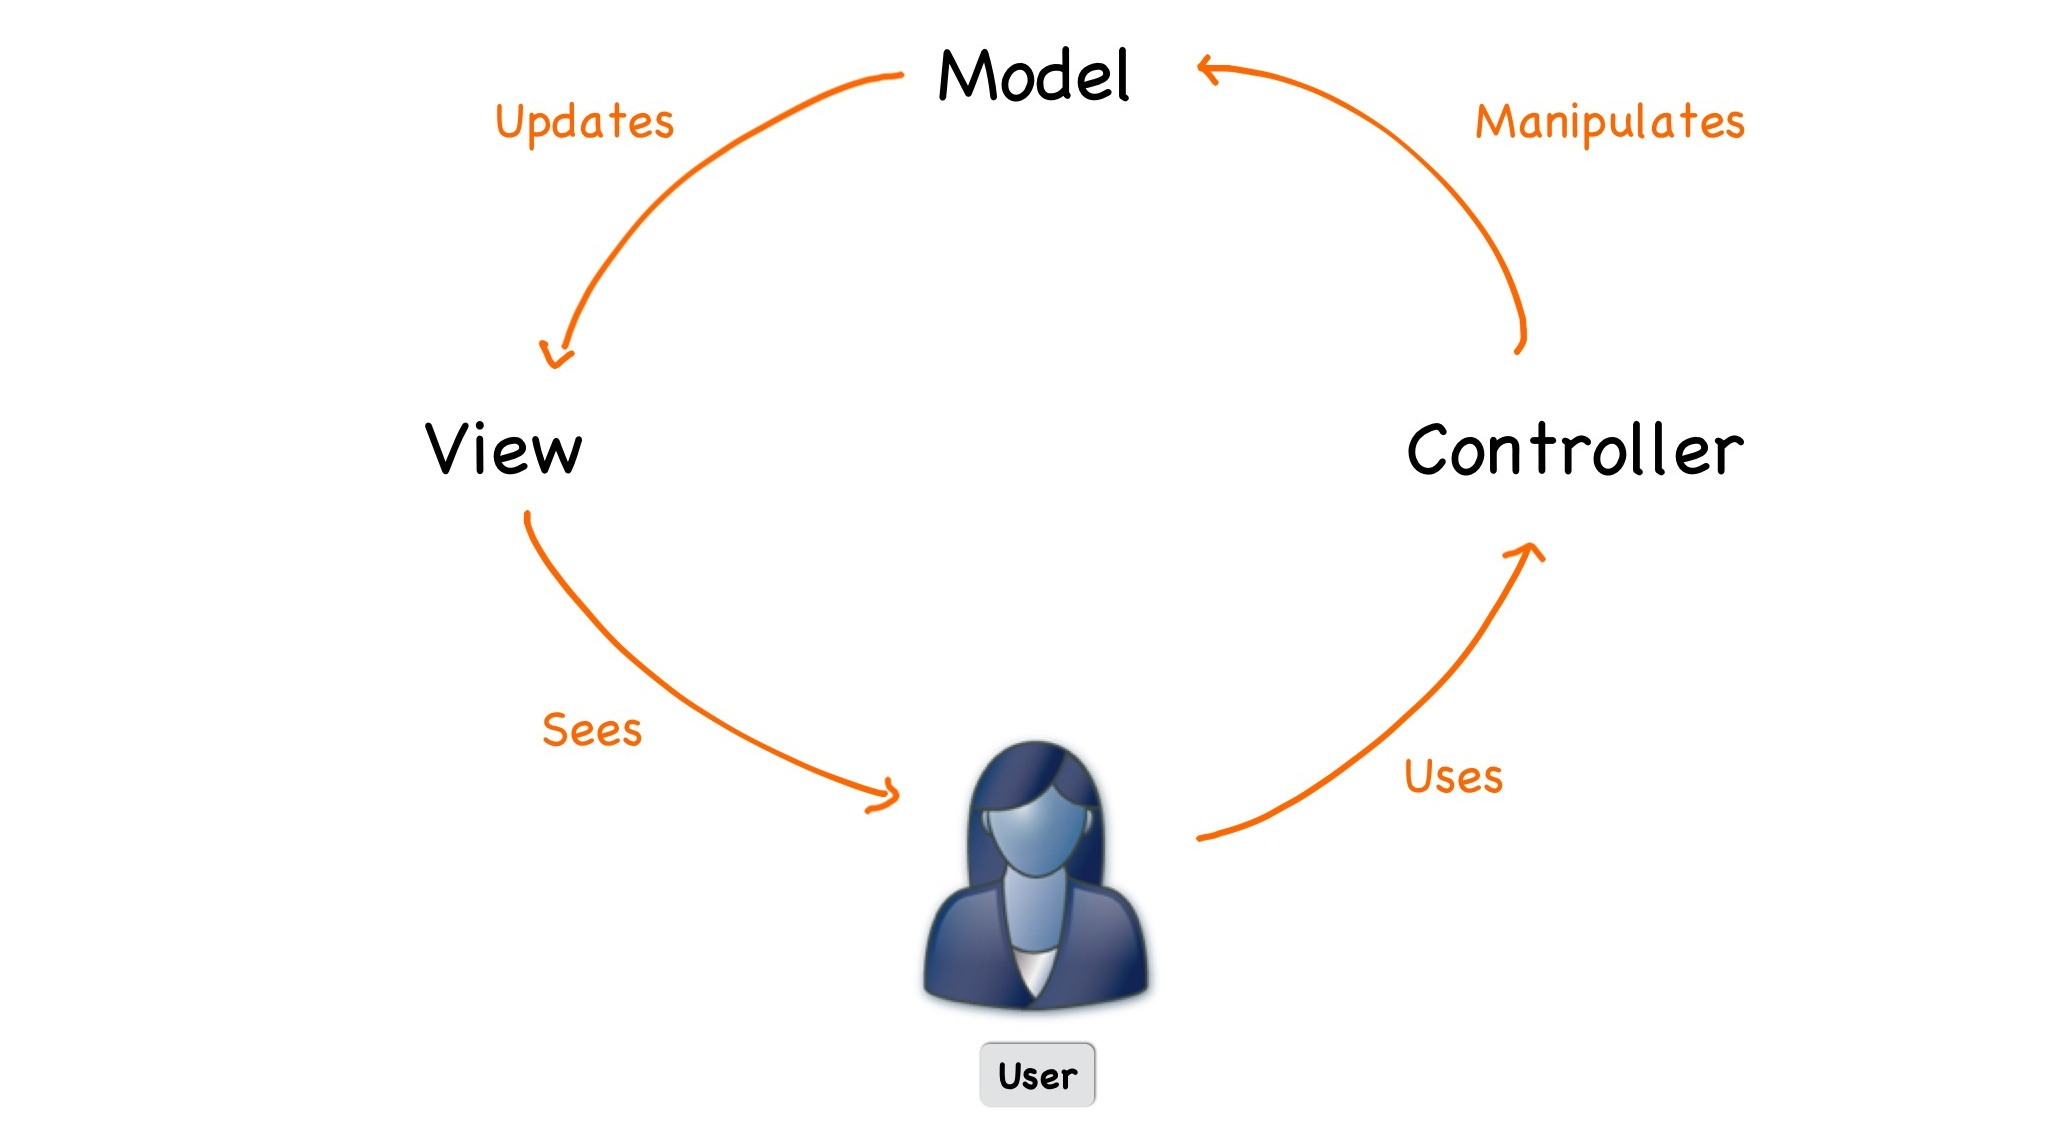 Model
Updates
Manipulates
View
Controller
Sees
Uses
User